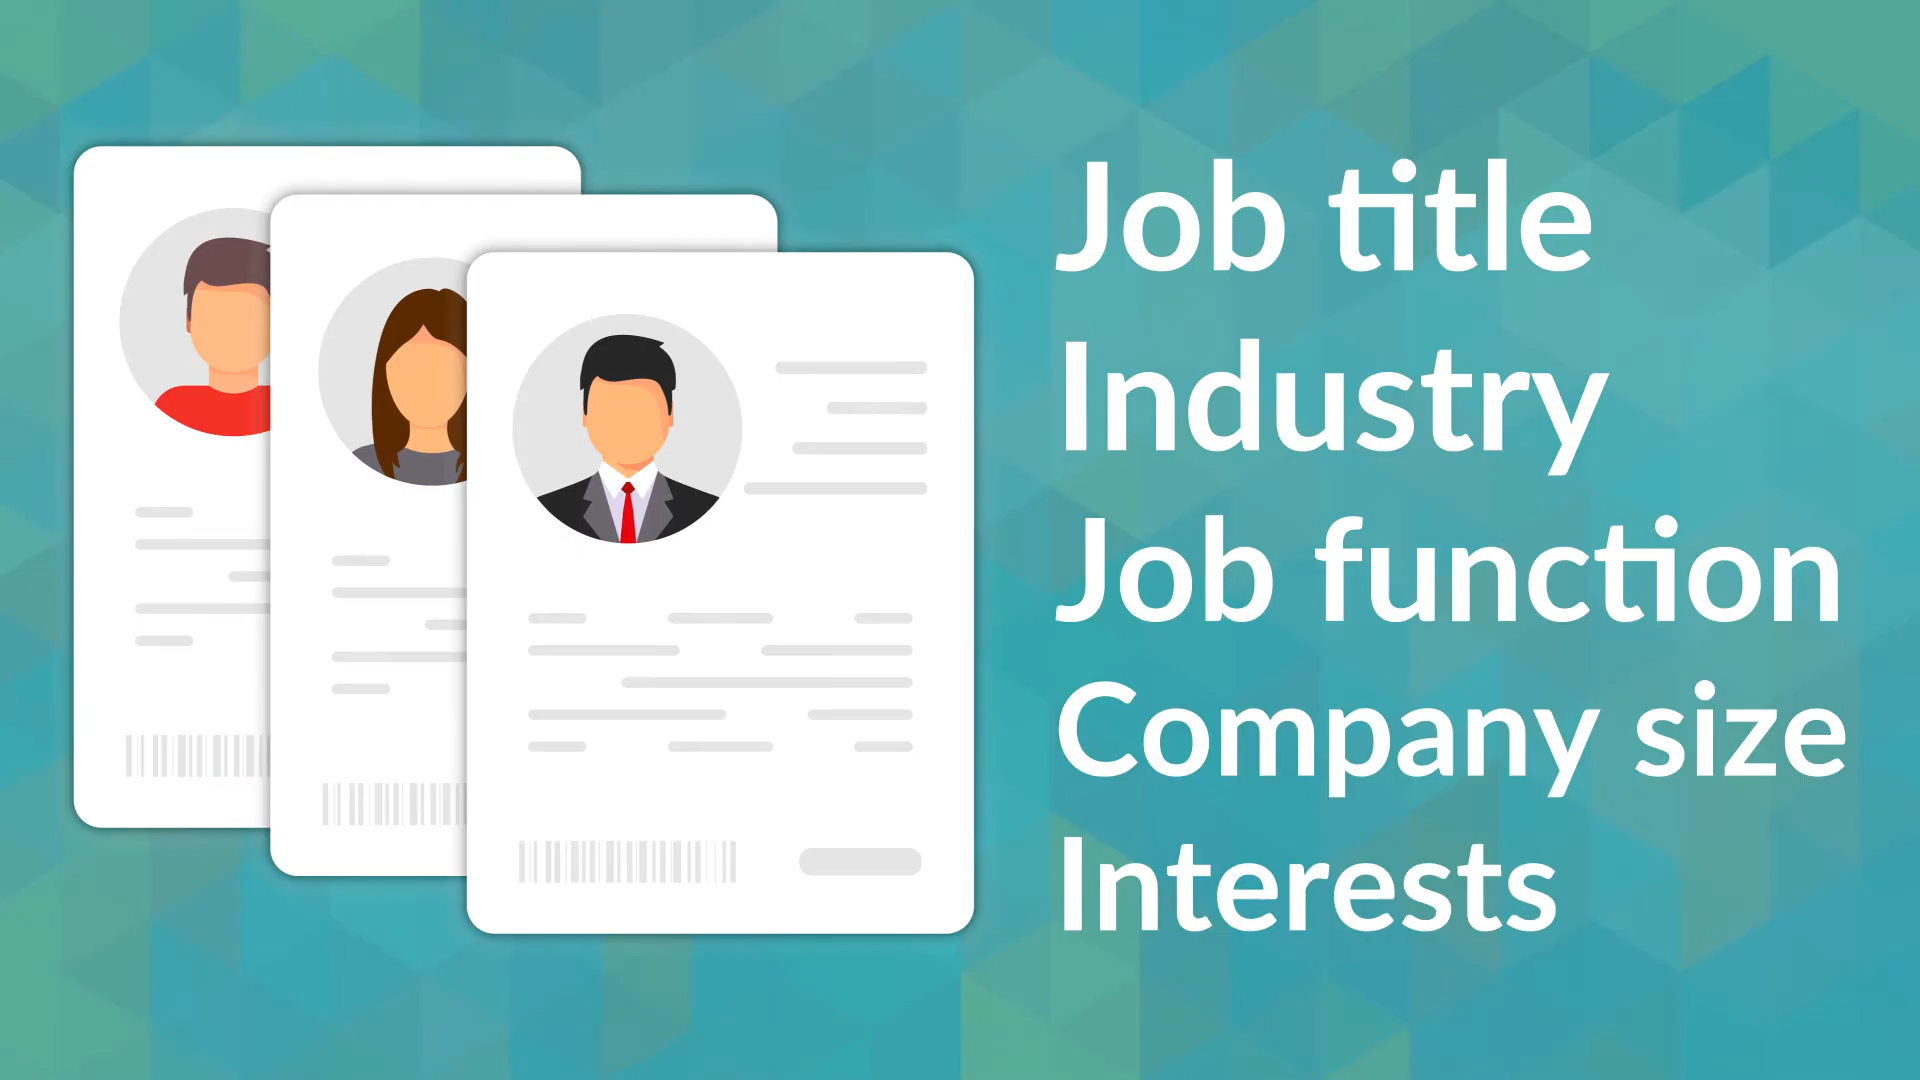 Job title
Industry
Job function
Company size
Interests